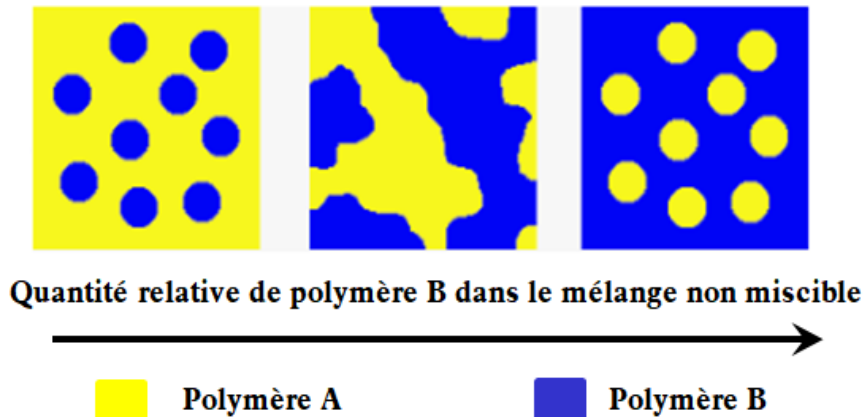 Quantité relative de polymère B dans le mélange non miscible
Polymère A Polymère B